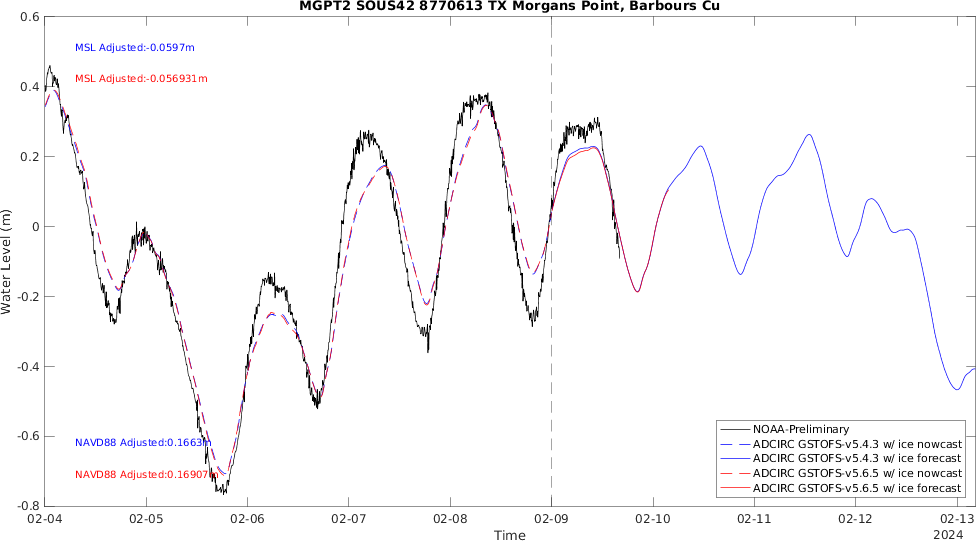 MGPT2 SOUS42 8770613 TX Morgans Point, Barbours Cu
0.6
MSL Adjusted:-0.0597m
MSL Adjusted:-0.056931m
0.4
0.2
0
Water Level (m)
-0.2
-0.4
-0.6
-0.8
NAVD88 Adjusted:0.1663m
NAVD88 Adjusted:0.16907m
NOAA-Preliminary
ADCIRC GSTOFS-v5.4.3 w/ ice nowcast
ADCIRC GSTOFS-v5.4.3 w/ ice forecast
ADCIRC GSTOFS-v5.6.5 w/ ice nowcast
ADCIRC GSTOFS-v5.6.5 w/ ice forecast
02-04 02-05 02-06 02-07 02-08 02-09 02-10 02-11 02-12 02-13
Time
2024